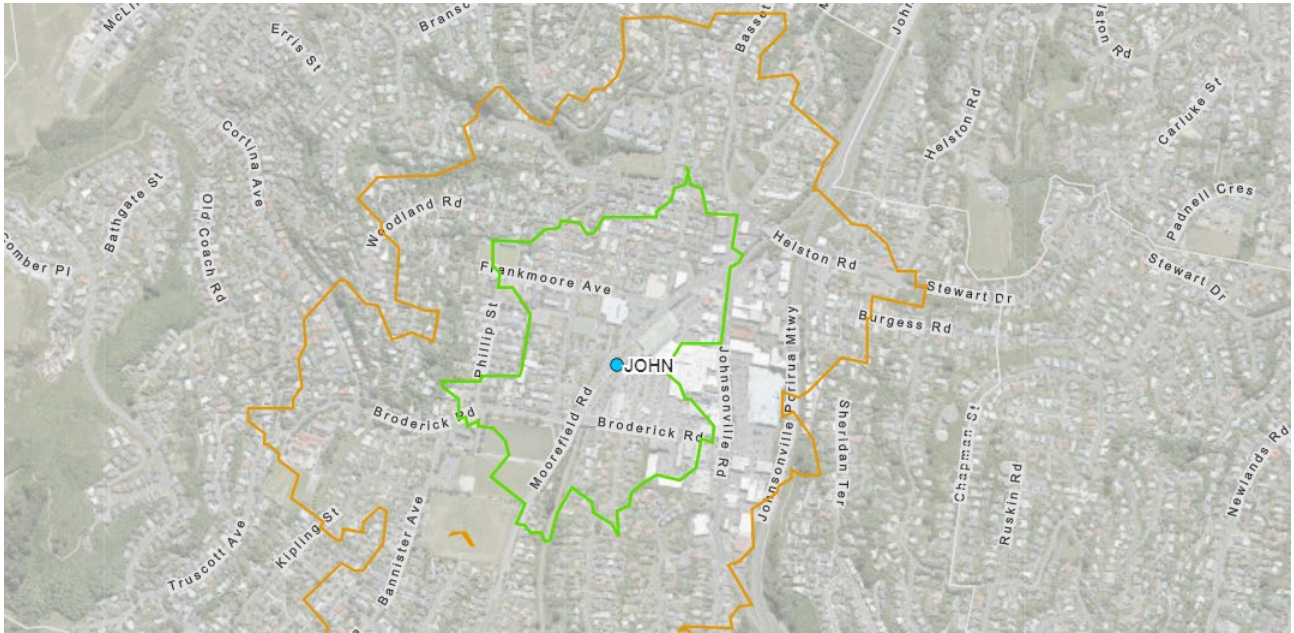 Erris St
Helston Rd
Carluke St
Cortina Ave
Bathgate St
Old Coach Rd
Woodland Rd
Padnell Cres
Comber Pl
Helston Rd
Stewart Dr
Frankmoore Ave
Stewart Dr
Burgess Rd
Phillip St
JOHN
Johnsonville Rd
Johnsonville Porirua Mtwy
Moorefield Rd
Broderick Rd
Broderick Rd
Sheridan Ter
Chapman St
Ruskin Rd
Newlands Rd
Kipling St
Bannister Ave
Truscott Ave